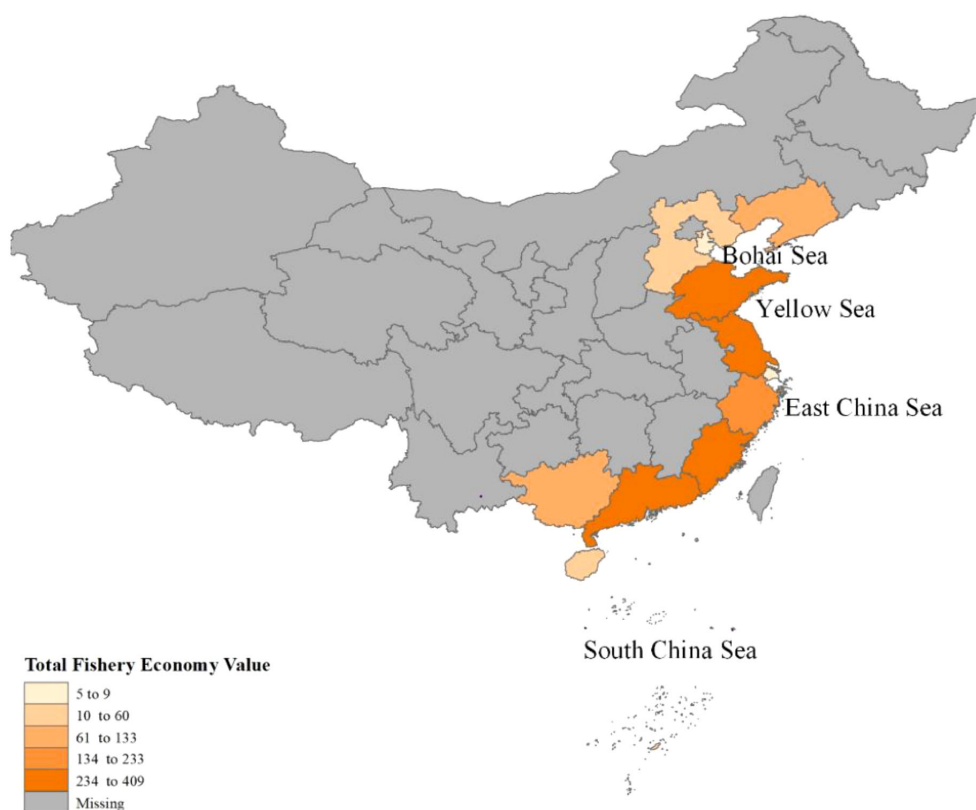 Bohai Sea
Yellow Sea
East China Sea
South China Sea
Total Fishery Economy Value
5 to 9
10 to 60
61 to 133
134 to 233
234 to 409
Missing